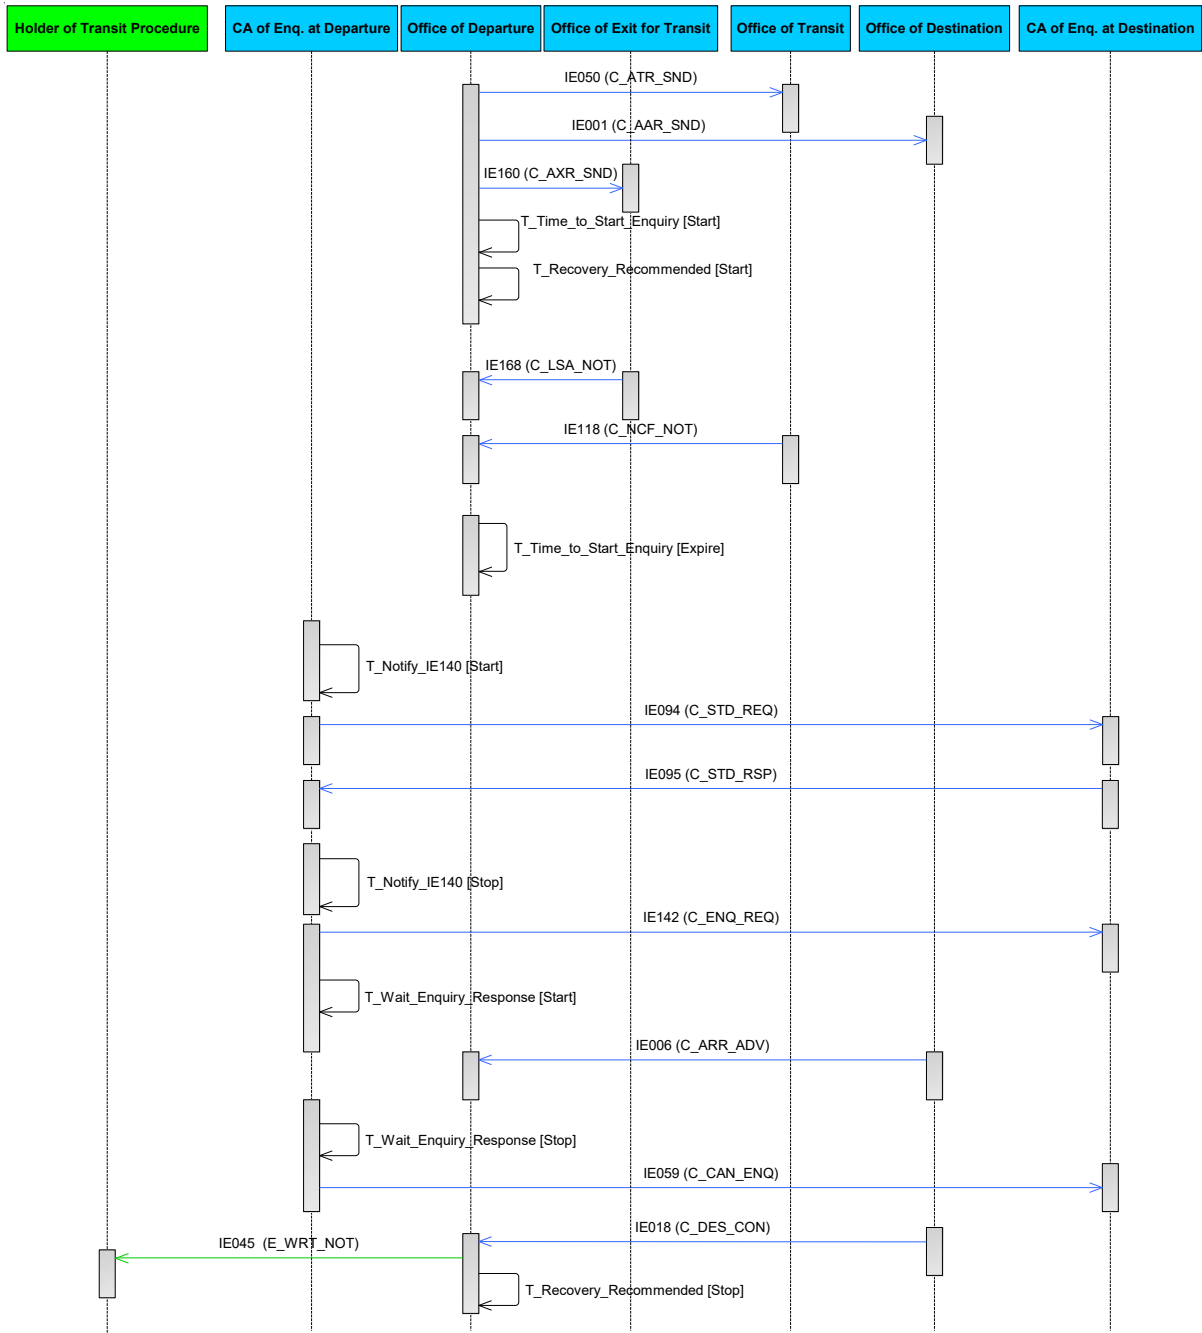 Holder of Transit Procedure
CA of Enq. at Departure
Office of Departure
Office of Exit for Transit
Office of Transit
Office of Destination
CA of Enq. at Destination
IE050 (C_ATR_SND)
IE001 (C_AAR_SND)
IE160 (C_AXR_SND)
T_Time_to_Start_Enquiry [Start]
T_Recovery_Recommended [Start]
IE168 (C_LSA_NOT)
IE118 (C_NCF_NOT)
T_Time_to_Start_Enquiry [Expire]
T_Notify_IE140 [Start]
IE094 (C_STD_REQ)
IE095 (C_STD_RSP)
T_Notify_IE140 [Stop]
IE142 (C_ENQ_REQ)
T_Wait_Enquiry_Response [Start]
IE006 (C_ARR_ADV)
T_Wait_Enquiry_Response [Stop]
IE059 (C_CAN_ENQ)
IE018 (C_DES_CON)
IE045 (E_WRT_NOT)
T_Recovery_Recommended [Stop]